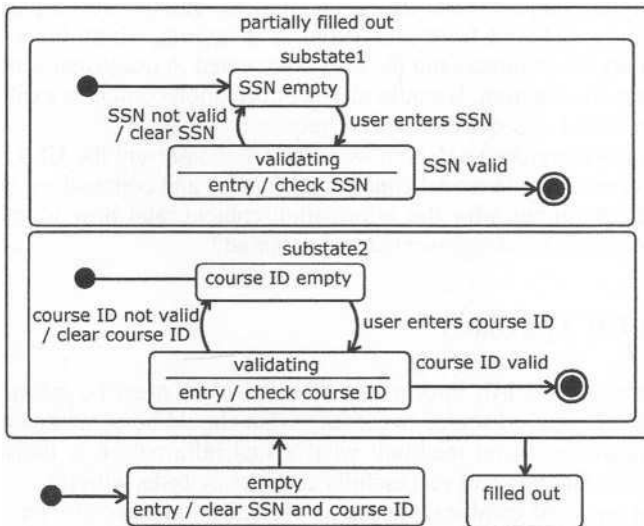 partially filled out
substate1
SSN empty
SSN not valid
/ clear SSN
user enters SSN
validating
entry / check SSN
SSN valid
substate2
course ID empty
course ID not valid
/ clear course ID
user enters course ID
validating
entry / check course ID
course ID valid
empty
entry / clear SSN and course ID
filled out